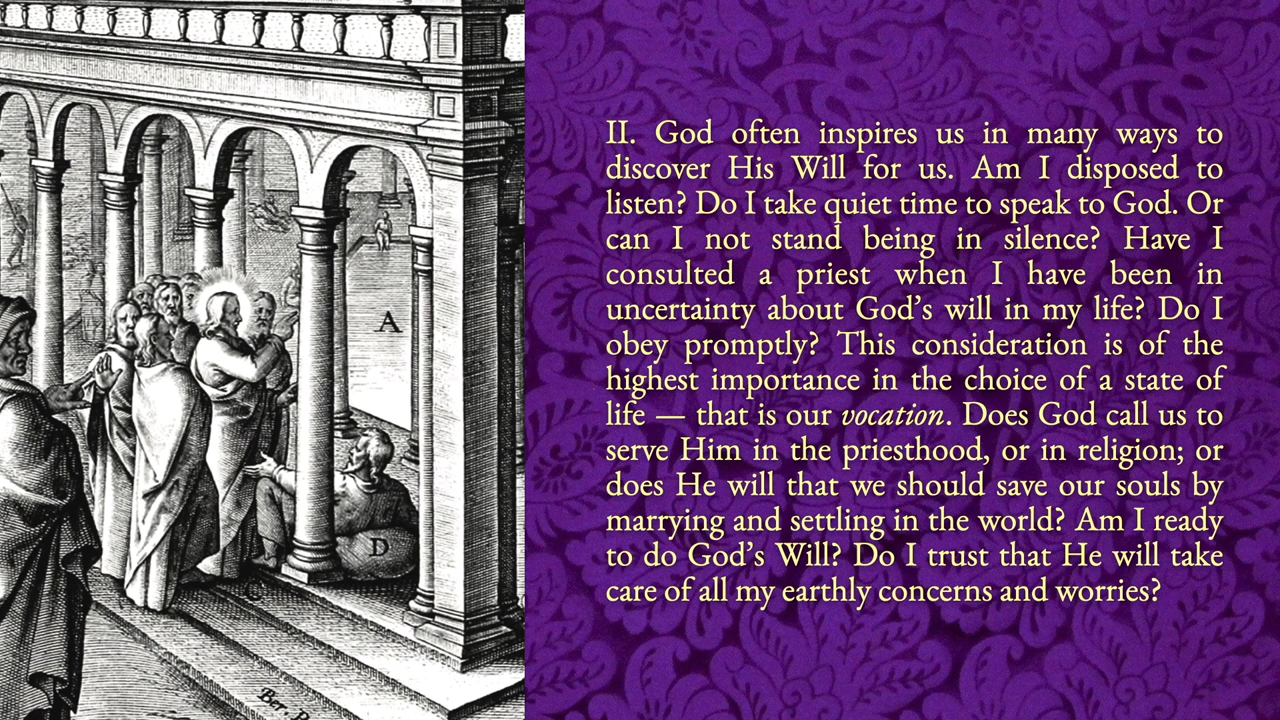 II. God often inspires us in many ways to
discover His Will for us. Am I disposed to
listen? Do I take quiet time to speak to God. Or
can I not stand being in silence? Have I
consulted a priest when I have been in
uncertainty about God’s will in my life? Do I
obey promptly? This consideration is of the
highest importance in the choice of a state of
life — that is our vocation. Does God call us to
serve Him in the priesthood, or in religion; or
does He will that we should save our souls by
marrying and settling in the world? Am I ready
to do God’s Will? Do I trust that He will take
care of all my earthly concerns and worries?
A
D
C
Ber. P